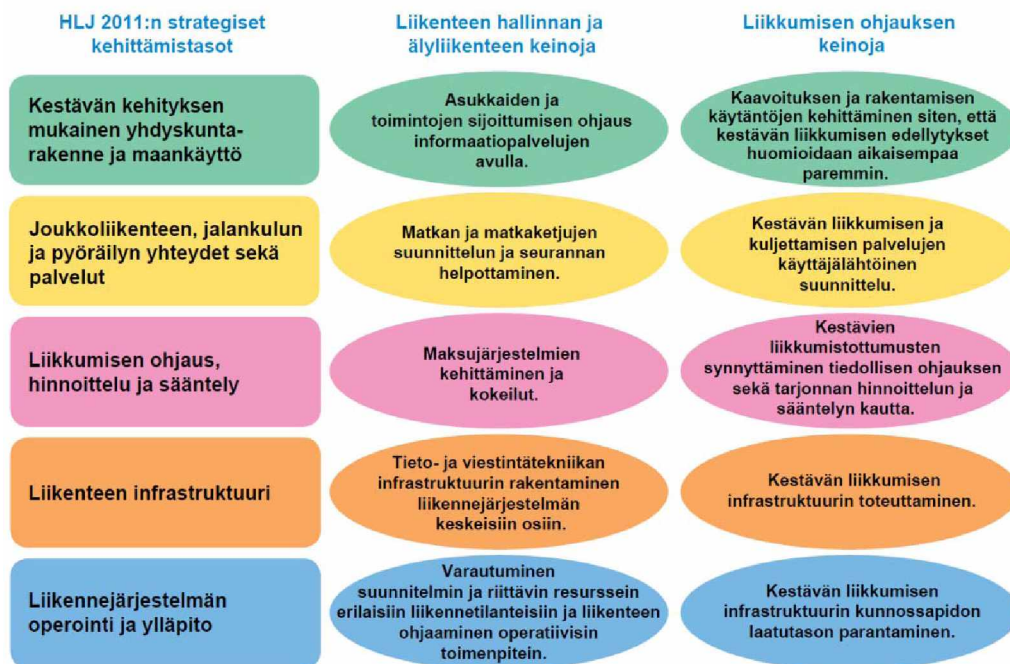 HLJ 2011:n strategiset
kehittämistasot
Liikenteen hallinnan ja
älyliikenteen keinoja
Liikkumisen ohjauksen
keinoja
Kestävän kehityksen
mukainen yhdyskunta-
rakenne ja maankäyttö
Asukkaiden ja
toimintojen sijoittumisen ohjaus
informaatiopalvelujen
avulla.
Kaavoituksen ja rakentamisen
käytäntöjen kehittäminen siten, että
kestävän liikkumisen edellytykset
huomioidaan aikaisempaa
paremmin.
Joukkoliikenteen, jalankulun
ja pyöräilyn yhteydet sekä
palvelut
Matkan ja matkaketjujen
suunnittelun ja seurannan
helpottaminen.
Kestävän liikkumisen ja
kuljettamisen palvelujen
käyttäjälähtöinen
suunnittelu.
Liikkumisen ohjaus,
hinnoittelu ja sääntely
Maksujärjestelmien
kehittäminen ja
kokeilut.
Kestävien
liikkumistottumusten
synnyttäminen tiedollisen ohjauksen
sekä tarjonnan hinnoittelun ja
sääntelyn kautta.
Liikenteen infrastruktuuri
Tieto- ja viestintätekniikan
infrastruktuurin rakentaminen
liikennejärjestelmän
keskeisiin osiin.
Kestävän liikkumisen
infrastruktuurin toteuttaminen.
Liikennejärjestelmän
operointi ja ylläpito
Varautuminen
suunnitelmin ja riittävin resurssein
erilaisiin liikennetilanteisiin ja liikenteen
ohjaaminen operatiivisin
toimenpitein.
Kestävän liikkumisen
infrastruktuurin kunnossapidon
laatutason parantaminen.